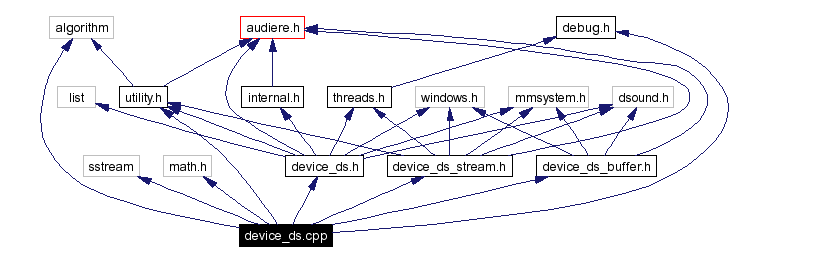 algorithm
audiere.h
debug.h
list
utility.h
internal.h
threads.h
windows.h
mmsystem.h
dsound.h
sstream
math.h
device_ds.h
device_ds_stream.h
device_ds_buffer.h
device_ds.cpp